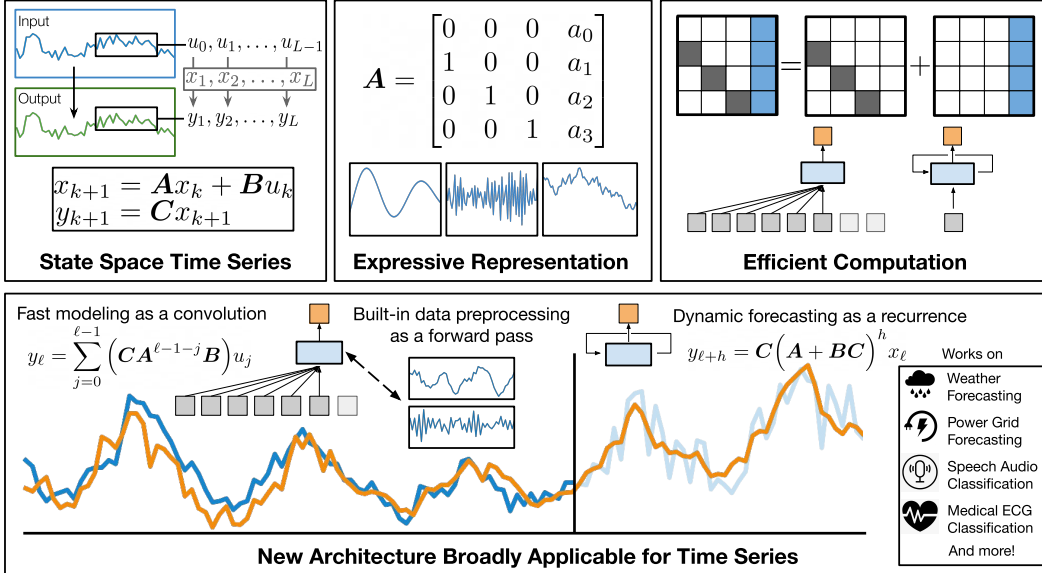 Input
Output
u_0, u_1, . . . , u_{L-1}
x_1, x_2, . . . , x_L
y_1, y_2, . . . , y_L
x_{k+1} = Ax_k + Bu_k
y_{k+1} = Cx_{k+1}
State Space Time Series
A =
0 0 0 a_0
1 0 0 a_1
0 1 0 a_2
0 0 1 a_3
Expressive Representation
=
+
Efficient Computation
Fast modeling as a convolution
y_ℓ = \sum_{j=0}^{ℓ-1} (CA^{ℓ-1-j}B)u_j
Built-in data preprocessing
as a forward pass
Dynamic forecasting as a recurrence
y_{ℓ+h} = C(A + BC)^h x_ℓ
Works on
Weather
Forecasting
Power Grid
Forecasting
Speech Audio
Classification
Medical ECG
Classification
And more!
New Architecture Broadly Applicable for Time Series